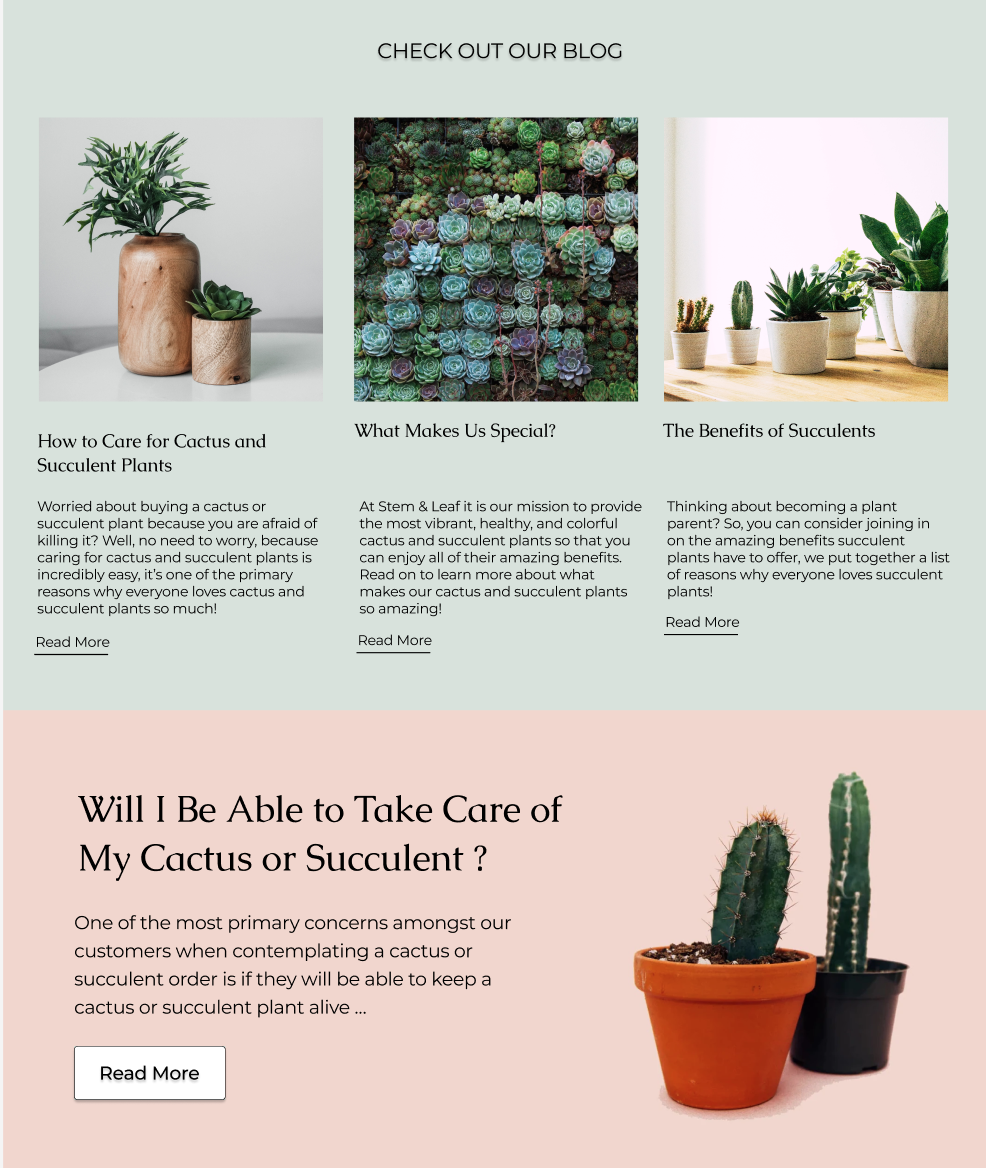 CHECK OUT OUR BLOG
How to Care for Cactus and
Succulent Plants
Worried about buying a cactus or
succulent plant because you are afraid of
killing it? Well, no need to worry, because
caring for cactus and succulent plants is
incredibly easy, it’s one of the primary
reasons why everyone loves cactus and
succulent plants so much!
Read More
What Makes Us Special?
At Stem & Leaf it is our mission to provide
the most vibrant, healthy, and colorful
cactus and succulent plants so that you
can enjoy all of their amazing benefits.
Read on to learn more about what
makes our cactus and succulent plants
so amazing!
Read More
The Benefits of Succulents
Thinking about becoming a plant
parent? So, you can consider joining in
on the amazing benefits succulent
plants have to offer, we put together a list
of reasons why everyone loves succulent
plants!
Read More
Will I Be Able to Take Care of
My Cactus or Succulent ?
One of the most primary concerns amongst our
customers when contemplating a cactus or
succulent order is if they will be able to keep a
cactus or succulent plant alive ...
Read More